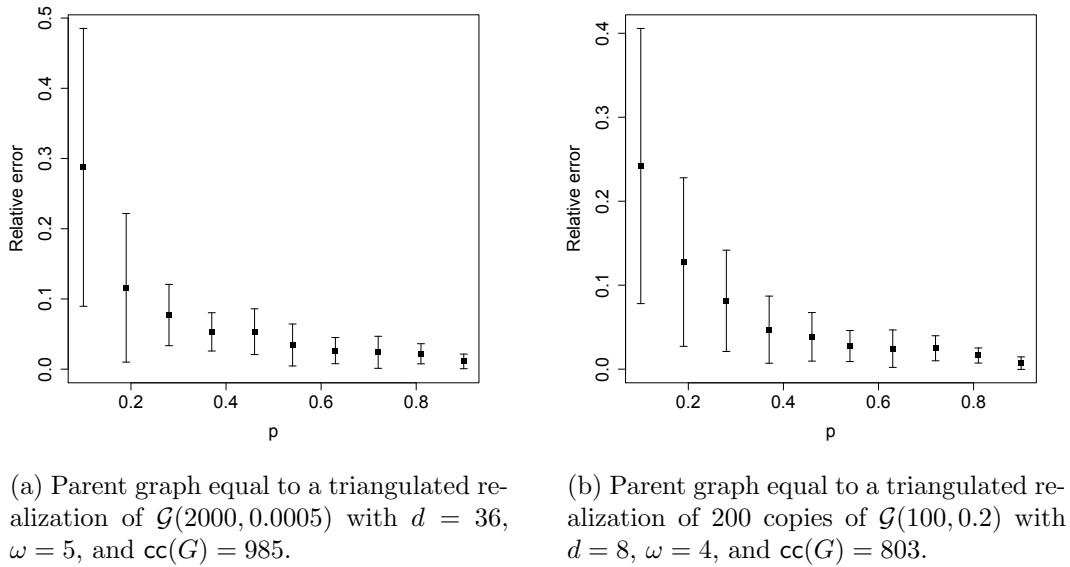 0.5
0.4
0.3
0.2
0.1
0.0
Relative error
0.2 0.4 0.6 0.8
p
0.4
0.3
0.2
0.1
0.0
Relative error
0.2 0.4 0.6 0.8
p
(a) Parent graph equal to a triangulated re-
alization of G(2000, 0.0005) with d = 36,
ω = 5, and cc(G) = 985.
(b) Parent graph equal to a triangulated re-
alization of 200 copies of G(100, 0.2) with
d = 8, ω = 4, and cc(G) = 803.